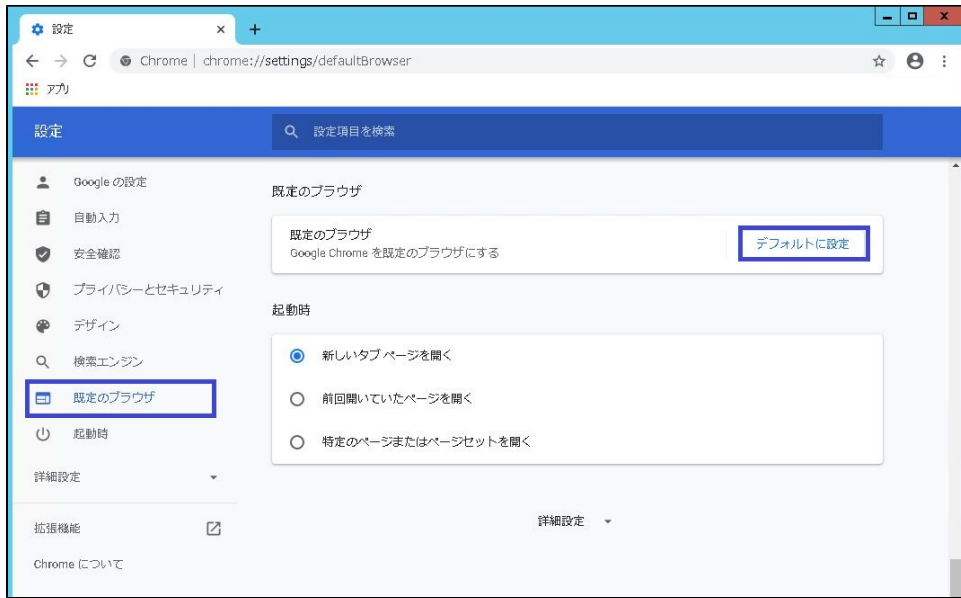 設定
Chrome | chrome://settings/defaultBrowser
アプリ
設定
設定項目を検索
Google の設定
自動入力
安全確認
プライバシーとセキュリティ
デザイン
検索エンジン
既定のブラウザ
起動時
詳細設定
拡張機能
Chrome について
既定のブラウザ
既定のブラウザ
Google Chrome を既定のブラウザにする
デフォルトに設定
起動時
新しいタブ ページを開く
前回開いていたページを開く
特定のページまたはページセットを開く
詳細設定